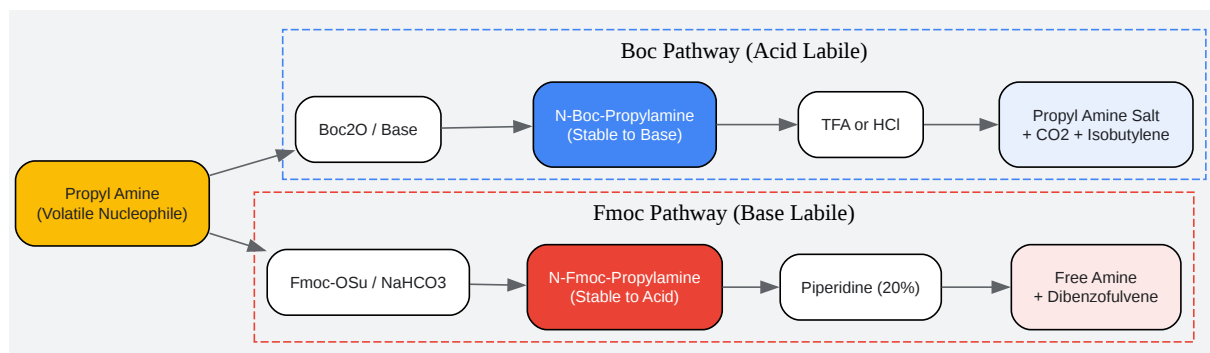 Boc Pathway (Acid Labile)
Boc2O / Base
N-Boc-Propylamine
(Stable to Base)
TFA or HCl
Propyl Amine Salt
+ CO2 + Isobutylene
Propyl Amine
(Volatile Nucleophile)
Fmoc Pathway (Base Labile)
Fmoc-OSu / NaHCO3
N-Fmoc-Propylamine
(Stable to Acid)
Piperidine (20%)
Free Amine
+ Dibenzofulvene